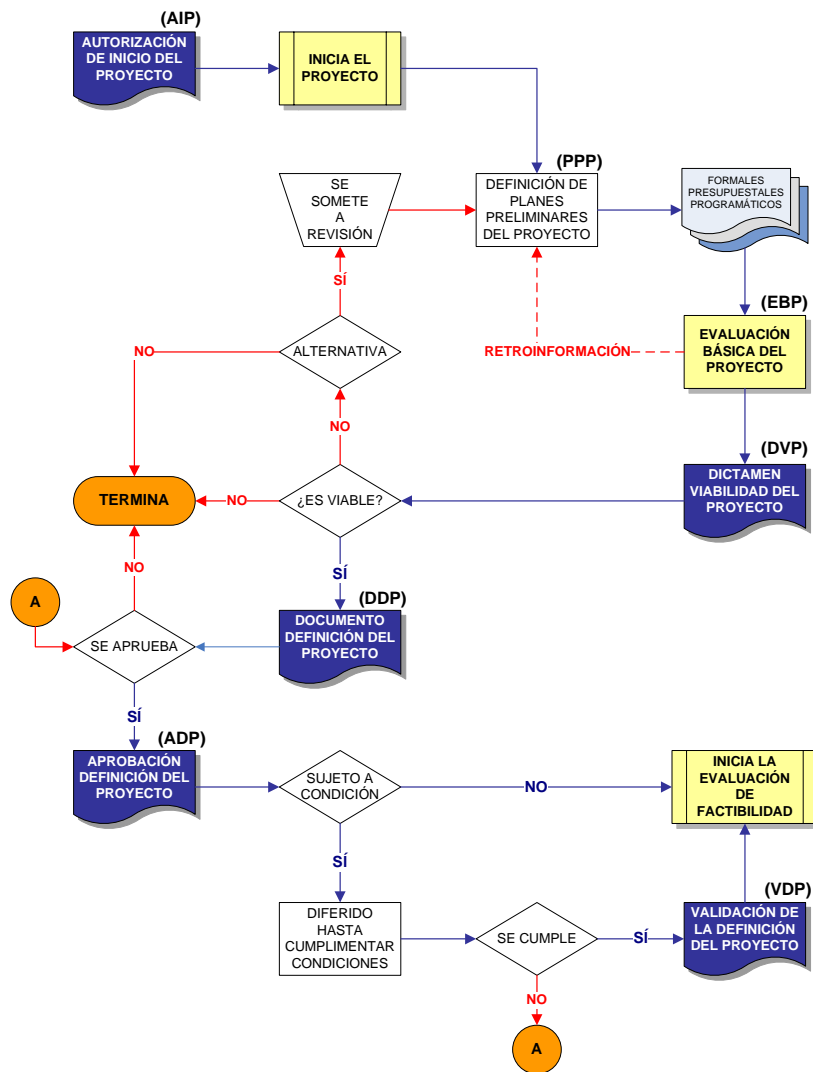 (AIP)
AUTORIZACIÓN
DE INICIO DEL
PROYECTO
INICIA EL
PROYECTO
(PPP)
SE
SOMETE
A
REVISIÓN
DEFINICIÓN DE
PLANES
PRELIMINARES
DEL PROYECTO
FORMALES
PRESUPUESTALES
PROGRAMÁTICOS
SÍ
(EBP)
NO
ALTERNATIVA
RETROINFORMACIÓN
EVALUACIÓN
BÁSICA DEL
PROYECTO
NO
(DVP)
TERMINA
NO
¿ES VIABLE?
DICTAMEN
VIABILIDAD DEL
PROYECTO
NO
SÍ
(DDP)
A
SE APRUEBA
DOCUMENTO
DEFINICIÓN DEL
PROYECTO
SÍ
(ADP)
APROBACIÓN
DEFINICIÓN DEL
PROYECTO
SUJETO A
CONDICIÓN
NO
INICIA LA
EVALUACIÓN
DE
FACTIBILIDAD
SÍ
(VDP)
DIFERIDO
HASTA
CUMPLIMENTAR
CONDICIONES
SE CUMPLE
SÍ
VALIDACIÓN DE
LA DEFINICIÓN
DEL PROYECTO
NO
A